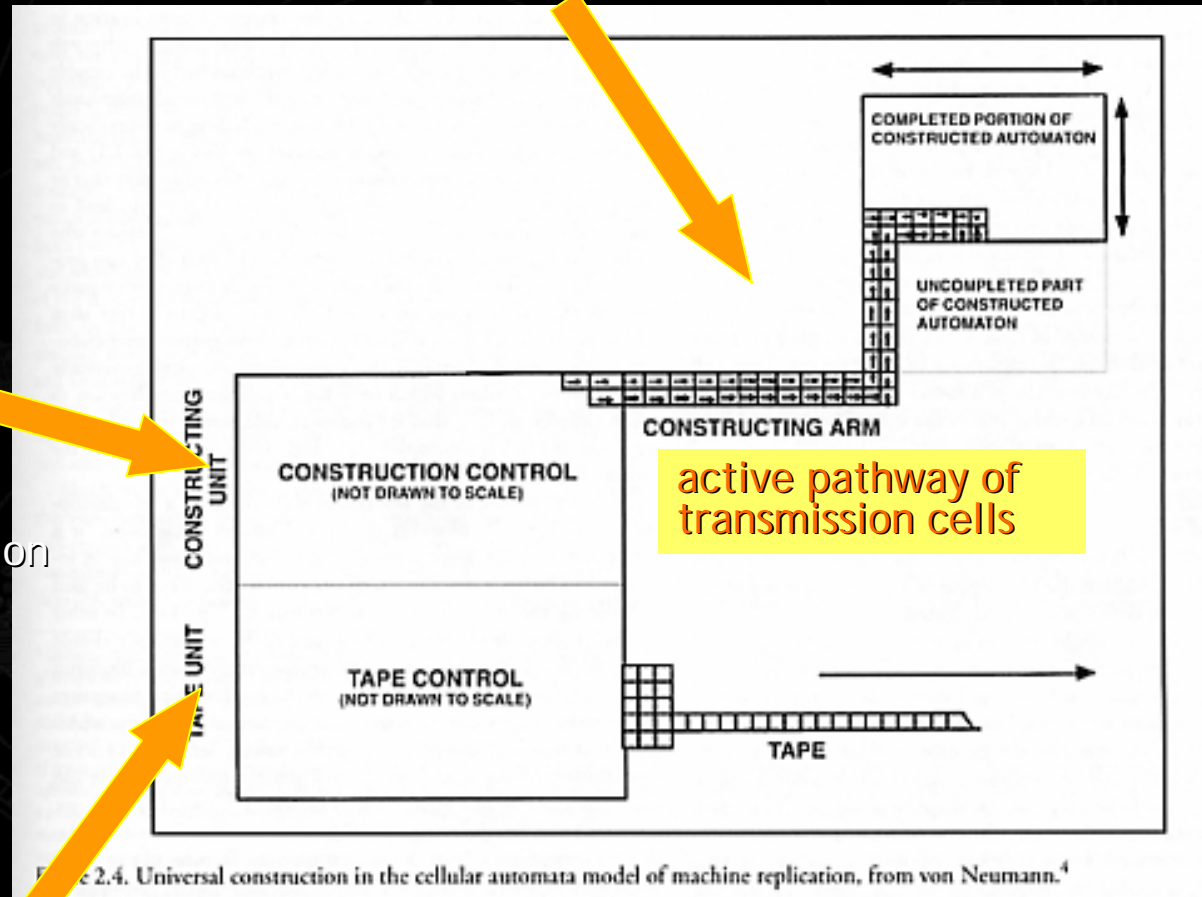 COMPLETED PORTION OF
CONSTRUCTED AUTOMATON
UNCOMPLETED PART
OF CONSTRUCTED
AUTOMATON
CONSTRUCTING ARM
active pathway of
transmission cells
CONSTRUCTING
UNIT
CONSTRUCTION CONTROL
(NOT DRAWN TO SCALE)
on
TAPE UNIT
TAPE CONTROL
(NOT DRAWN TO SCALE)
TAPE
2.4. Universal construction in the cellular automata model of machine replication, from von Neumann.⁴